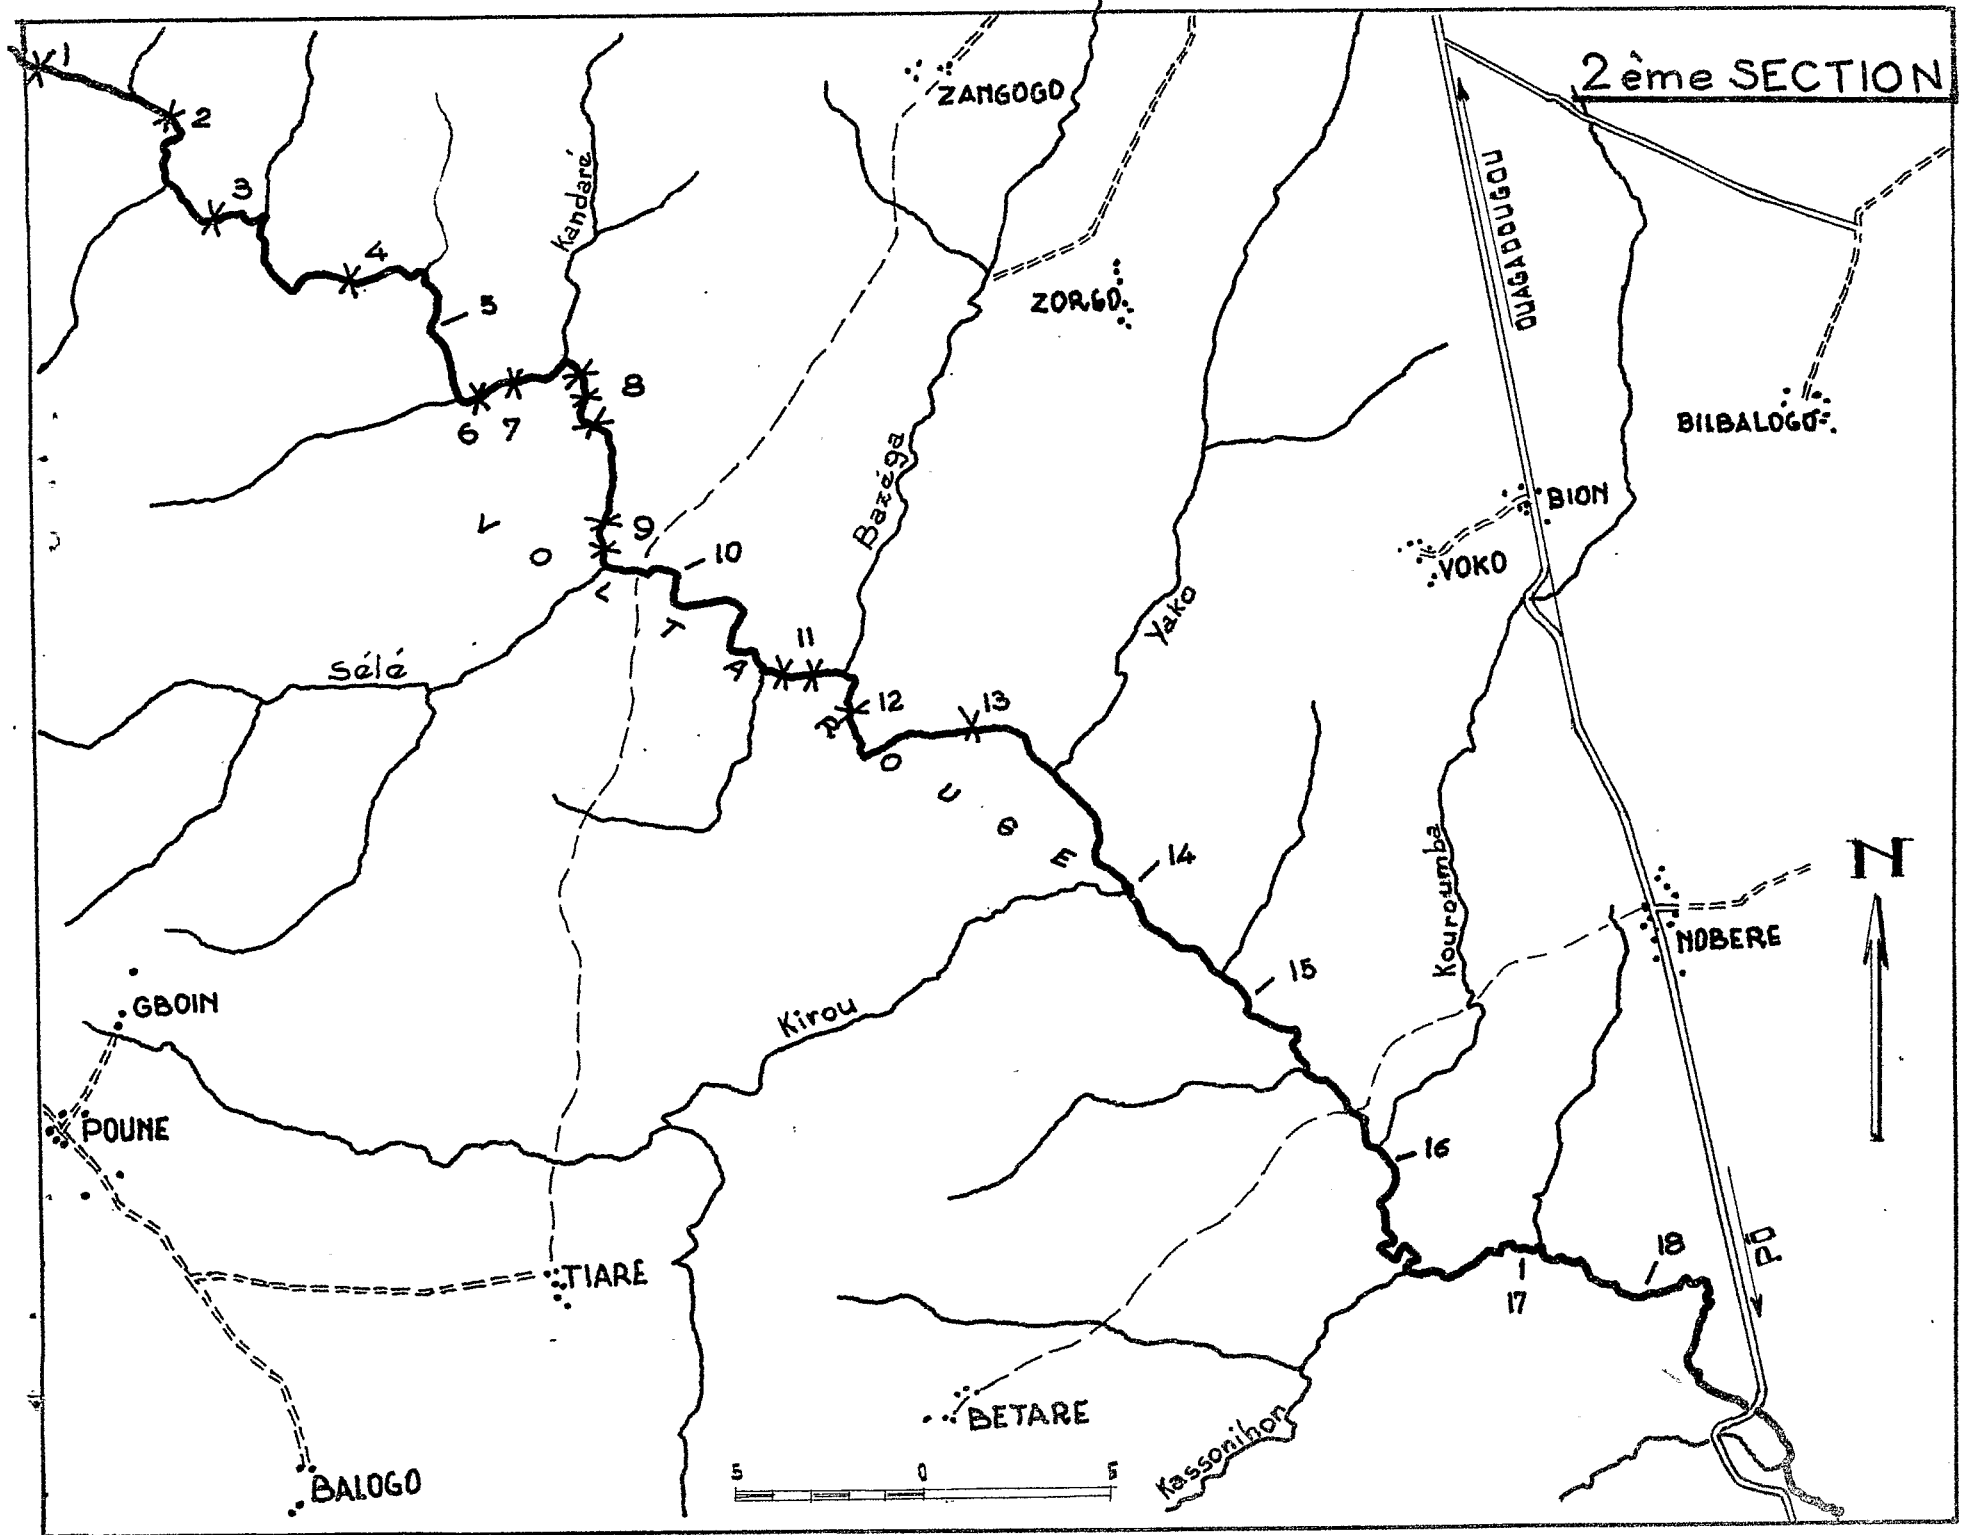 2ème SECTION
1
2
3
4
5
6 7
8
9
10
11
12
13
14
15
16
17
18
ZANGOGO
Kandaré
OUAGADOUGOU
ZORGO
BILBALOGO
Bazéga
BION
VOKO
Yako
VOLTA ROUGE
Sélé
Kouroumba
N
NOBERE
GBOIN
Kirou
POUNE
PÖ
TIARE
BETARE
Kassonihon
BALOGO
5 0 5